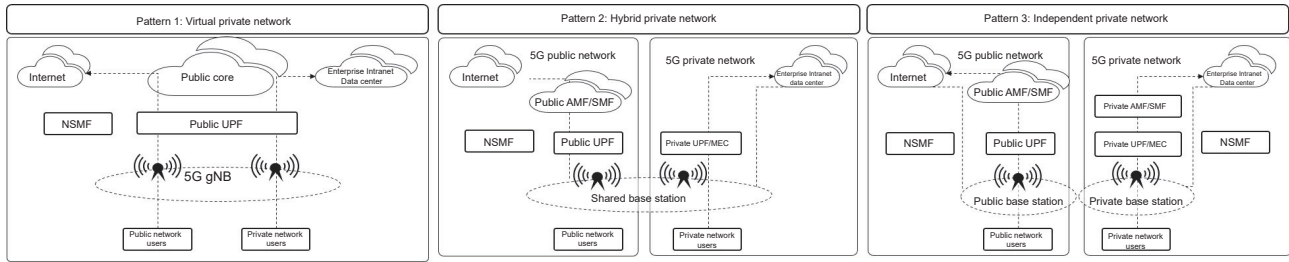 Pattern 1: Virtual private network
Internet
Public core
Enterprise Intranet
Data center
NSMF
Public UPF
5G gNB
Public network
users
Private network
users
Pattern 2: Hybrid private network
5G public network
Internet
Public AMF/SMF
NSMF
Public UPF
5G private network
Enterprise Intranet
data center
Private UPF/MEC
Shared base station
Public network
users
Private network
users
Pattern 3: Independent private network
5G public network
Internet
Public AMF/SMF
NSMF
Public UPF
Public base station
Public network
users
5G private network
Enterprise Intranet
Data center
Private AMF/SMF
Private UPF/MEC
NSMF
Private base station
Private network
users